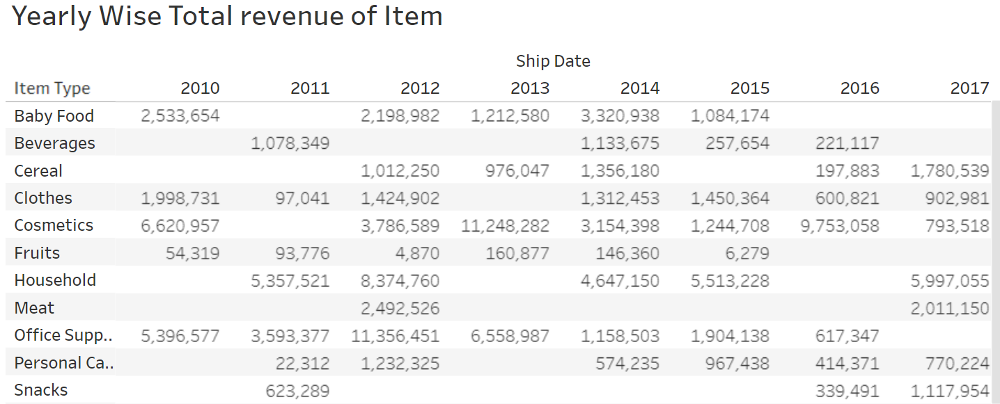 Yearly Wise Total revenue of Item
Ship Date
Item Type 2010 2011 2012 2013 2014 2015 2016 2017
Baby Food 2,533,654 2,198,982 1,212,580 3,320,938 1,084,174
Beverages 1,078,349 1,133,675 257,654 221,117
Cereal 1,012,250 976,047 1,356,180 197,883 1,780,539
Clothes 1,998,731 97,041 1,424,902 1,312,453 1,450,364 600,821 902,981
Cosmetics 6,620,957 3,786,589 11,248,282 3,154,398 1,244,708 9,753,058 793,518
Fruits 54,319 93,776 4,870 160,877 146,360 6,279
Household 5,357,521 8,374,760 4,647,150 5,513,228 5,997,055
Meat 2,492,526 2,011,150
Office Supp.. 5,396,577 3,593,377 11,356,451 6,558,987 1,158,503 1,904,138 617,347
Personal Ca.. 22,312 1,232,325 574,235 967,438 414,371 770,224
Snacks 623,289 339,491 1,117,954